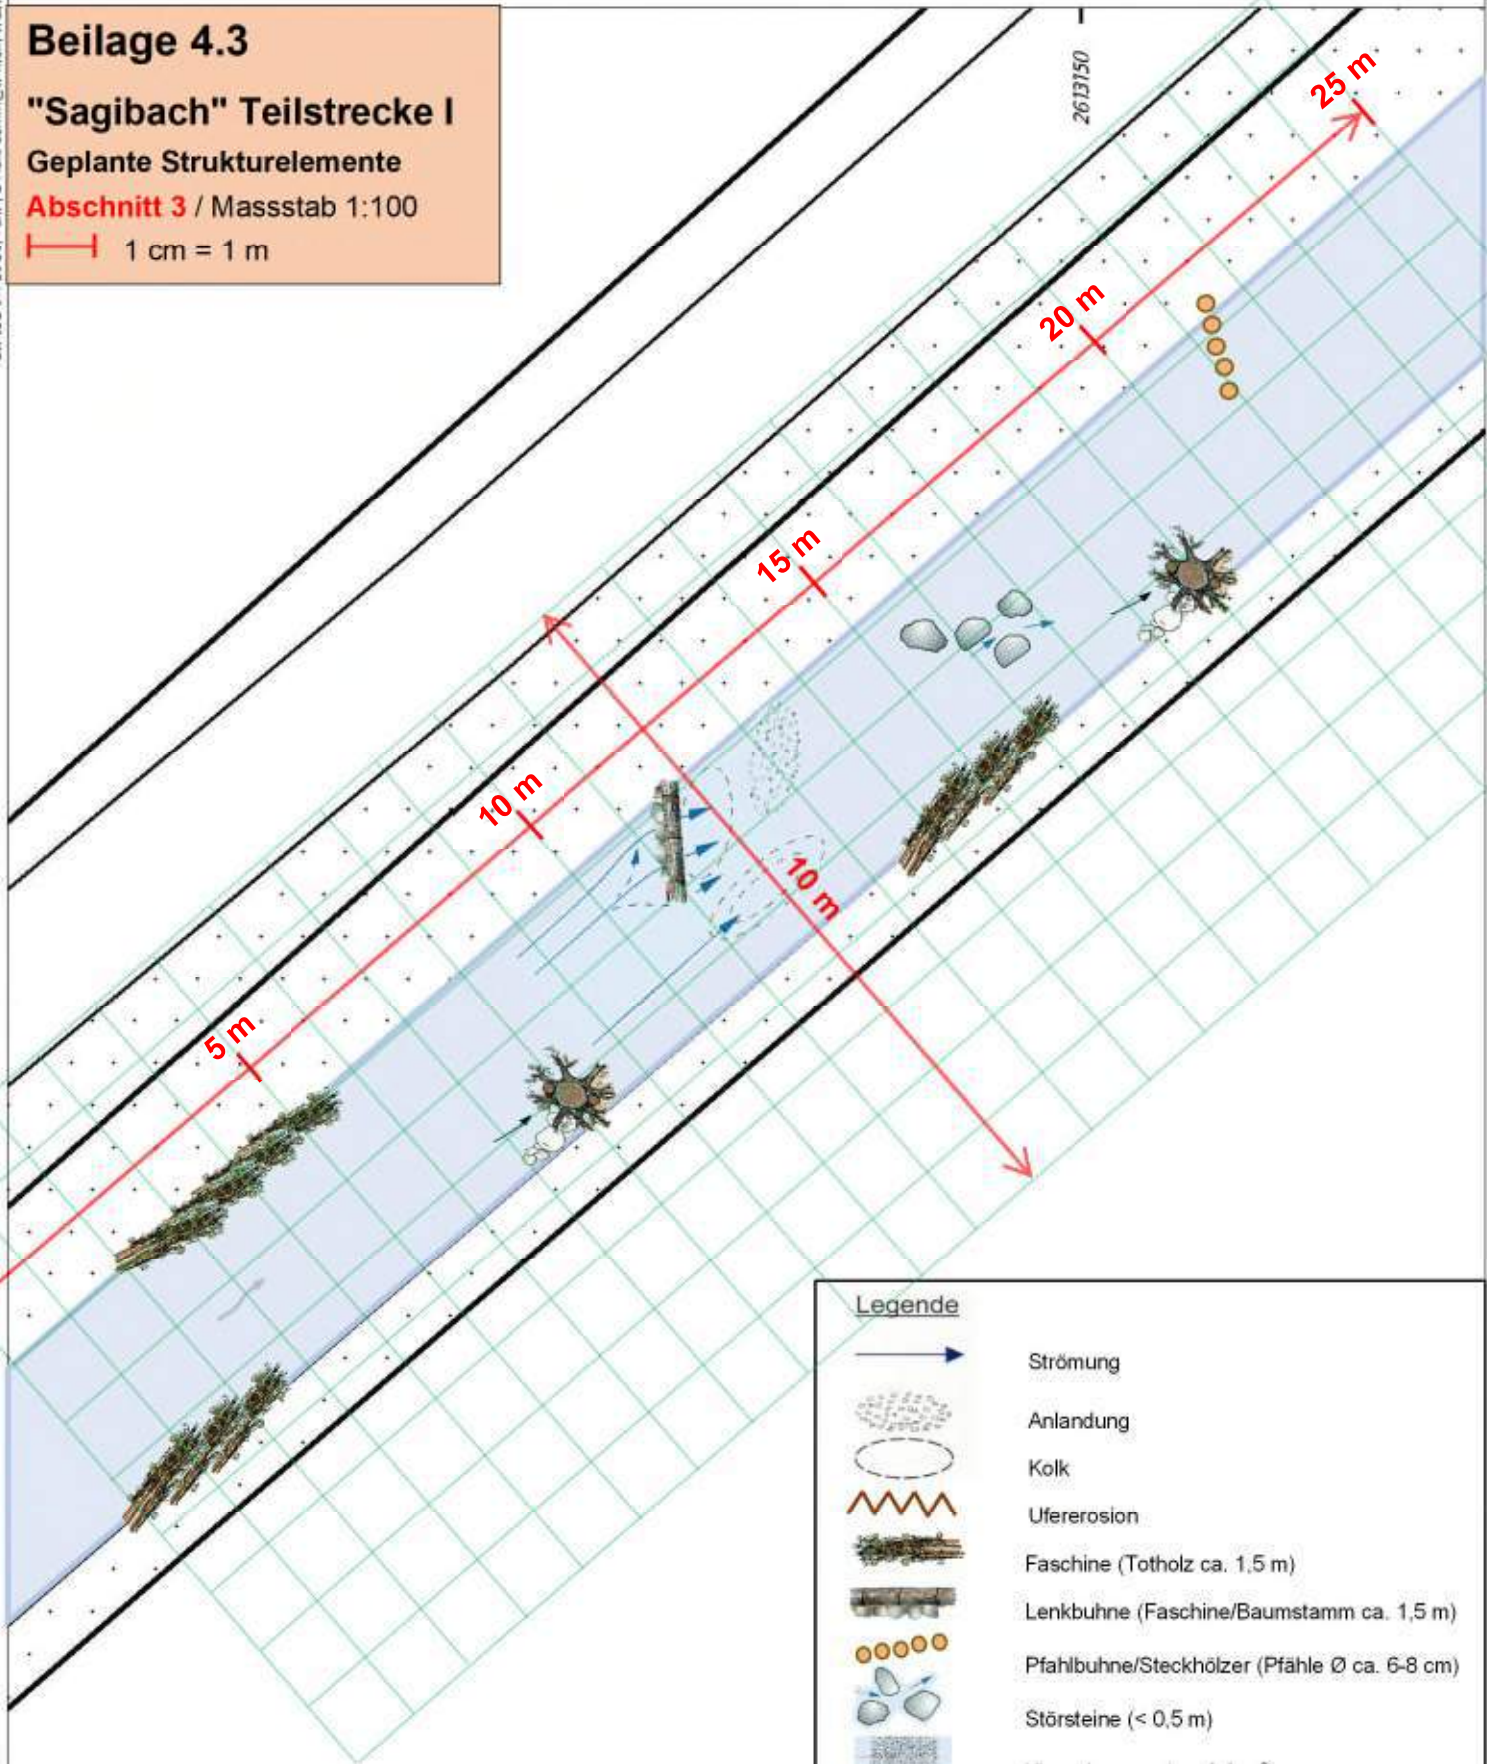 Beilage 4.3
"Sagibach" Teilstrecke I
Geplante Strukturelemente
Abschnitt 3 / Massstab 1:100
1 cm = 1 m
2613150
25 m
20 m
15 m
10 m
10 m
5 m
Legende
Strömung
Anlandung
Kolk
Ufererosion
Faschine (Totholz ca. 1,5 m)
Lenkbuhne (Faschine/Baumstamm ca. 1,5 m)
Pfahlbuhne/Steckhölzer (Pfähle Ø ca. 6-8 cm)
Störsteine (< 0,5 m)